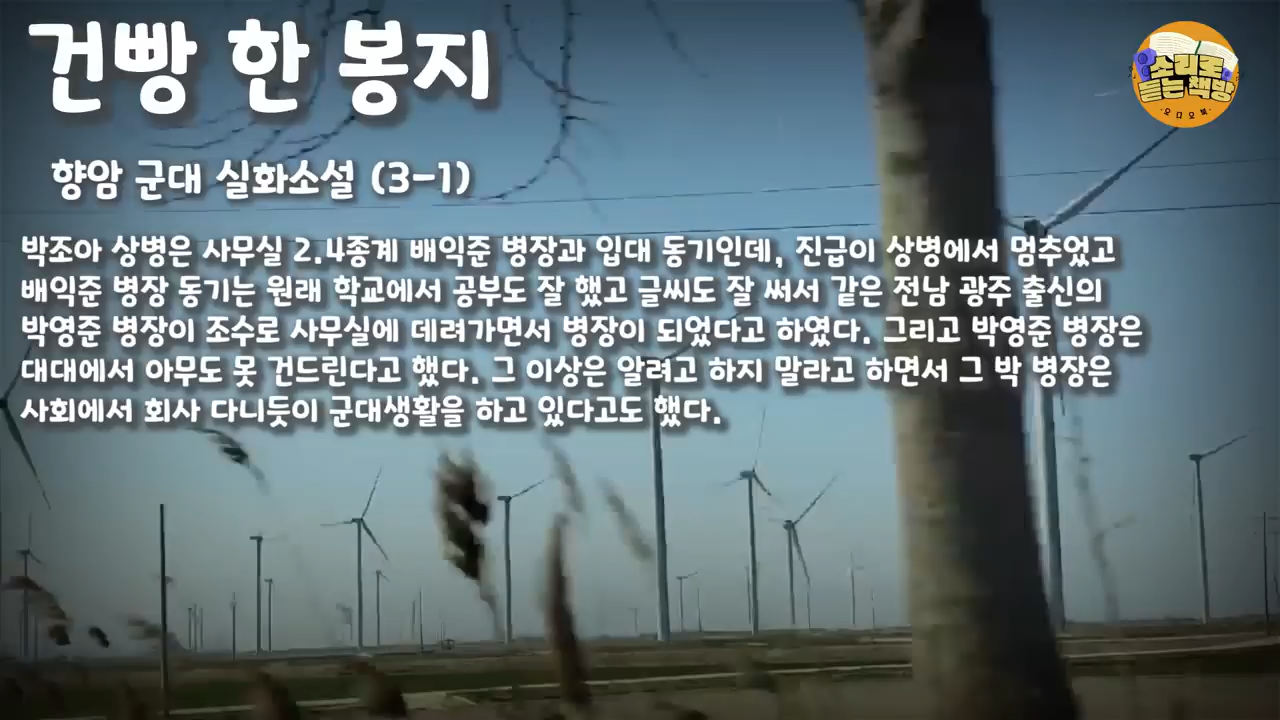 건빵 한 봉지
소리로
듣는 책방
·오디오북·
향암 군대 실화소설 (3-1)
박조아 상병은 사무실 2.4종계 배익준 병장과 입대 동기인데, 진급이 상병에서 멈추었고
배익준 병장 동기는 원래 학교에서 공부도 잘 했고 글씨도 잘 써서 같은 전남 광주 출신의
박영준 병장이 조수로 사무실에 데려가면서 병장이 되었다고 하였다. 그리고 박영준 병장은
대대에서 아무도 못 건드린다고 했다. 그 이상은 알려고 하지 말라고 하면서 그 박 병장은
사회에서 회사 다니듯이 군대생활을 하고 있다고도 했다.